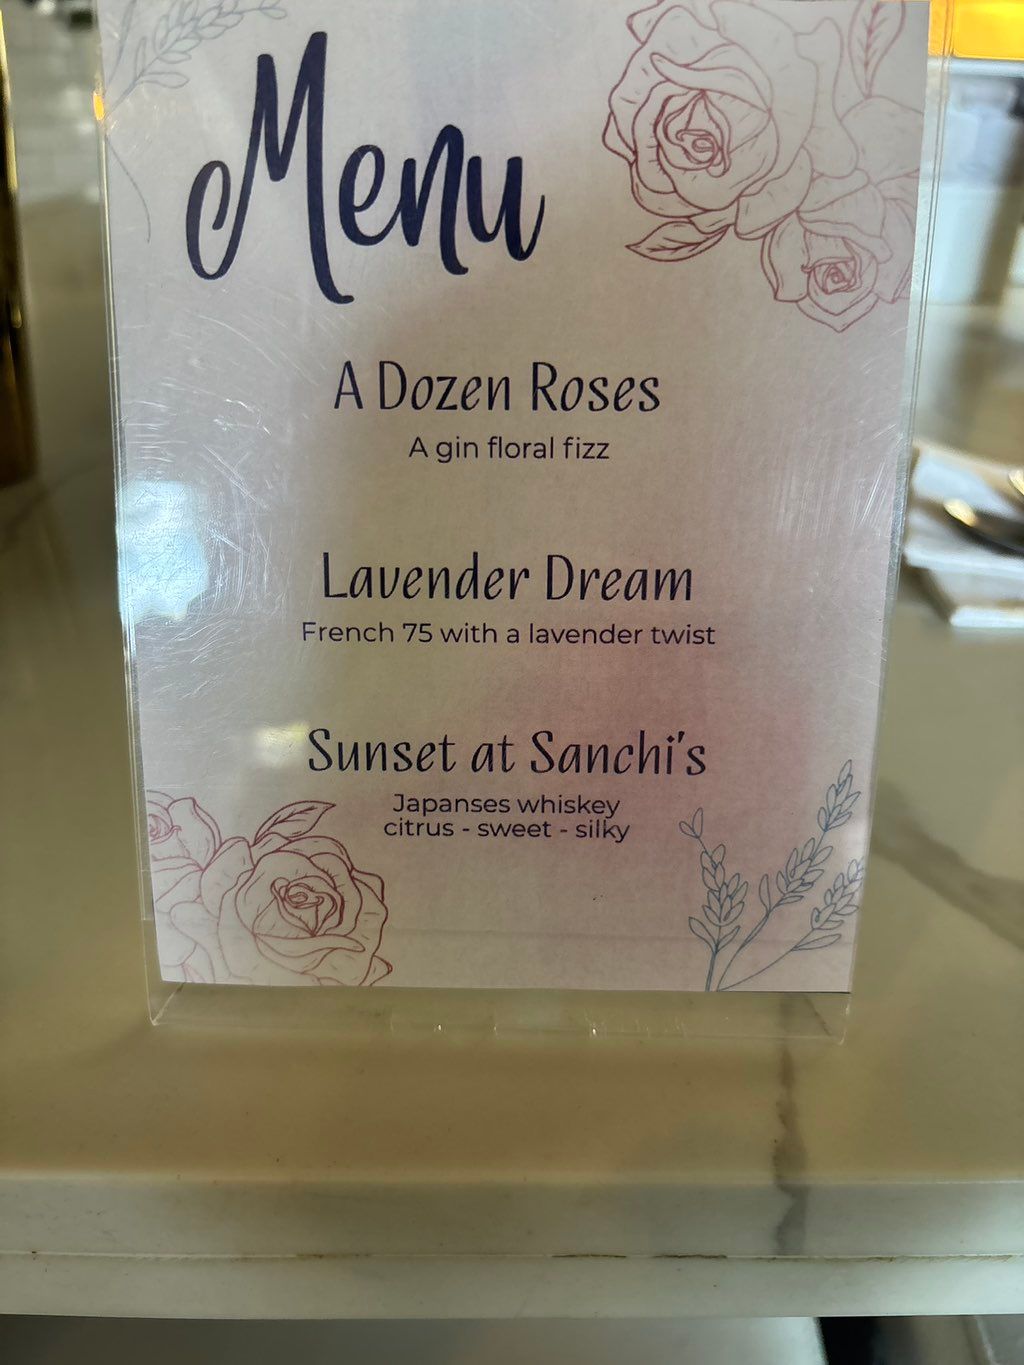 Menu
A Dozen Roses
A gin floral fizz
Lavender Dream
French 75 with a lavender twist
Sunset at Sanchi's
Japanses whiskey
citrus - sweet - silky